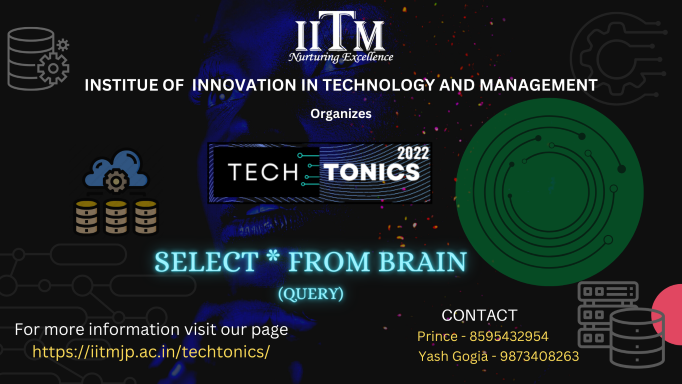 IITM
Nurturing Excellence
INSTITUE OF INNOVATION IN TECHNOLOGY AND MANAGEMENT
Organizes
2022
TECH TONICS
SELECT * FROM BRAIN
(QUERY)
For more information visit our page
https://iitmjp.ac.in/techtonics/
CONTACT
Prince - 8595432954
Yash Gogià - 9873408263